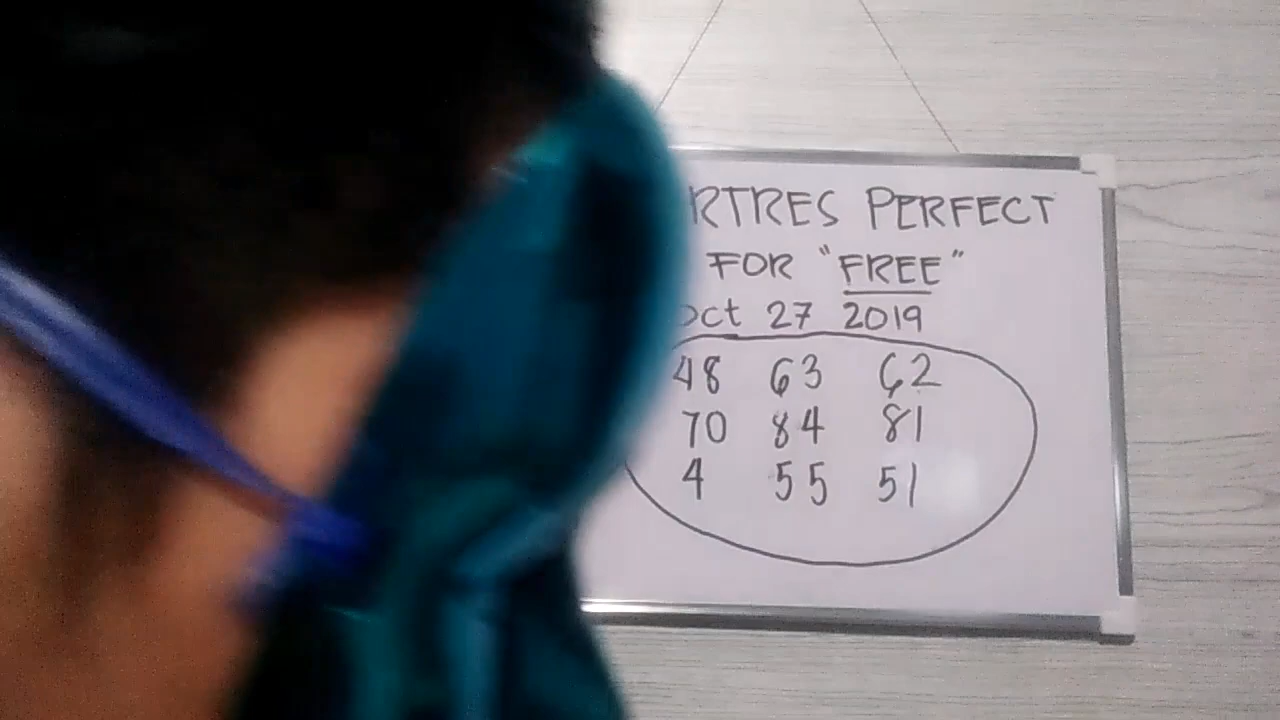 RTRES PERFECT
FOR "FREE"
Oct 27 2019
48 63 62
70 84 81
4 55 51